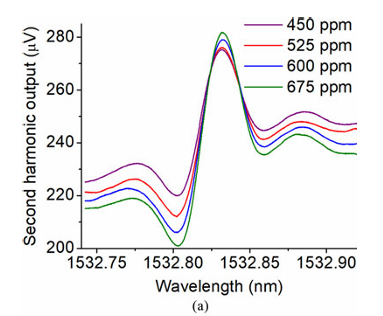 280
260
240
220
200
Second harmonic output (μV)
450 ppm
525 ppm
600 ppm
675 ppm
1532.75 1532.80 1532.85 1532.90
Wavelength (nm)
(a)